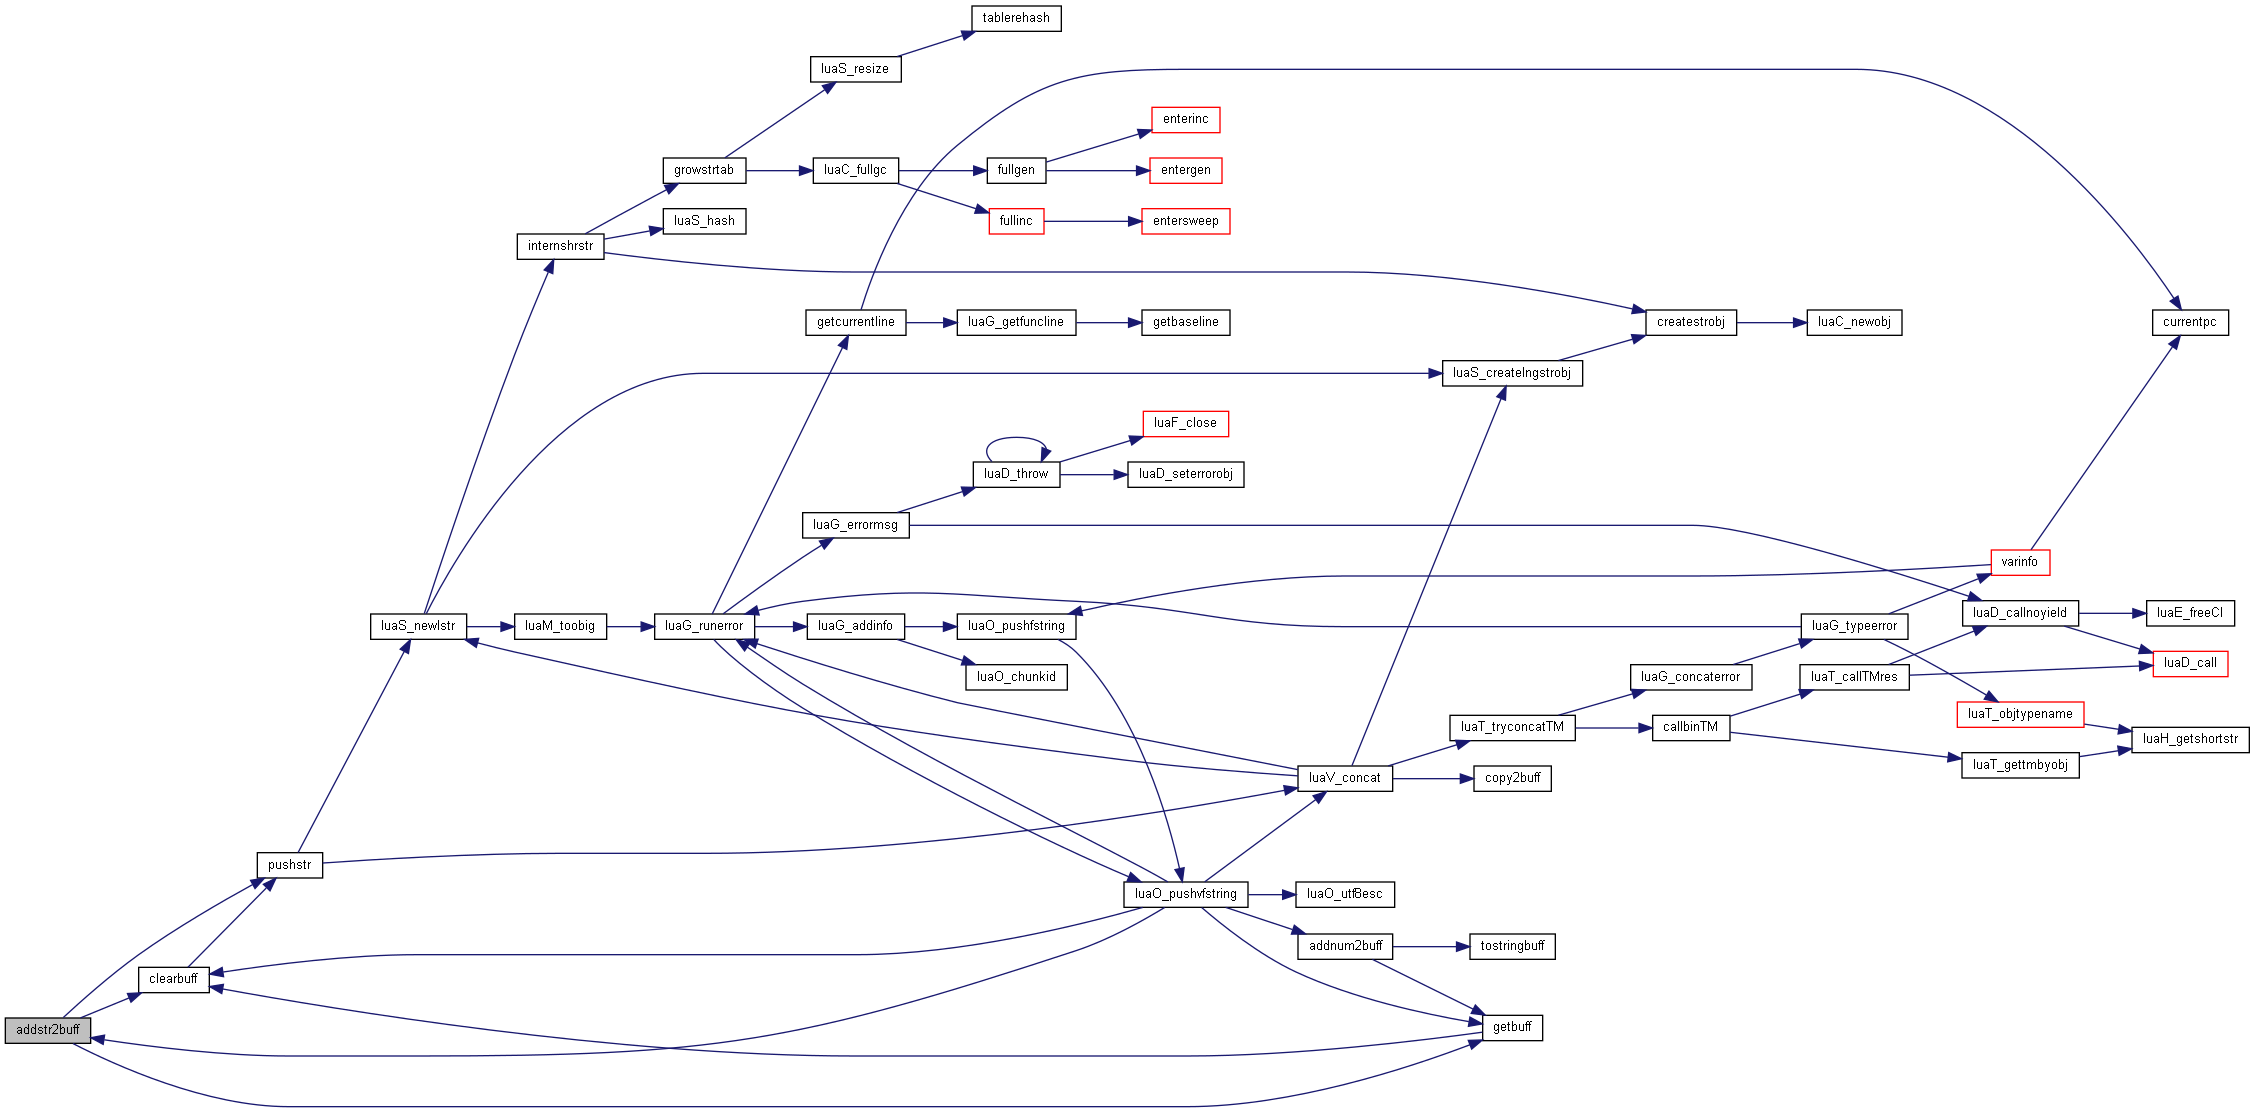 tablerehash
luaS_resize
enterinc
growstrtab
luaC_fullgc
fullgen
entergen
luaS_hash
fullinc
entersweep
internshrstr
getcurrentline
luaG_getfuncline
getbaseline
createstrobj
luaC_newobj
currentpc
luaS_createlngstrobj
luaF_close
luaD_throw
luaD_seterrorobj
luaG_errormsg
varinfo
luaD_callnoyield
luaE_freeCI
luaS_newlstr
luaM_toobig
luaG_runerror
luaG_addinfo
luaO_pushfstring
luaG_typeerror
luaO_chunkid
luaG_concaterror
luaT_callTMres
luaD_call
luaT_objtypename
luaT_tryconcatTM
callbinTM
luaH_getshortstr
luaT_gettmbyobj
luaV_concat
copy2buff
pushstr
luaO_pushvfstring
luaO_utf8esc
addnum2buff
tostringbuff
clearbuff
addstr2buff
getbuff